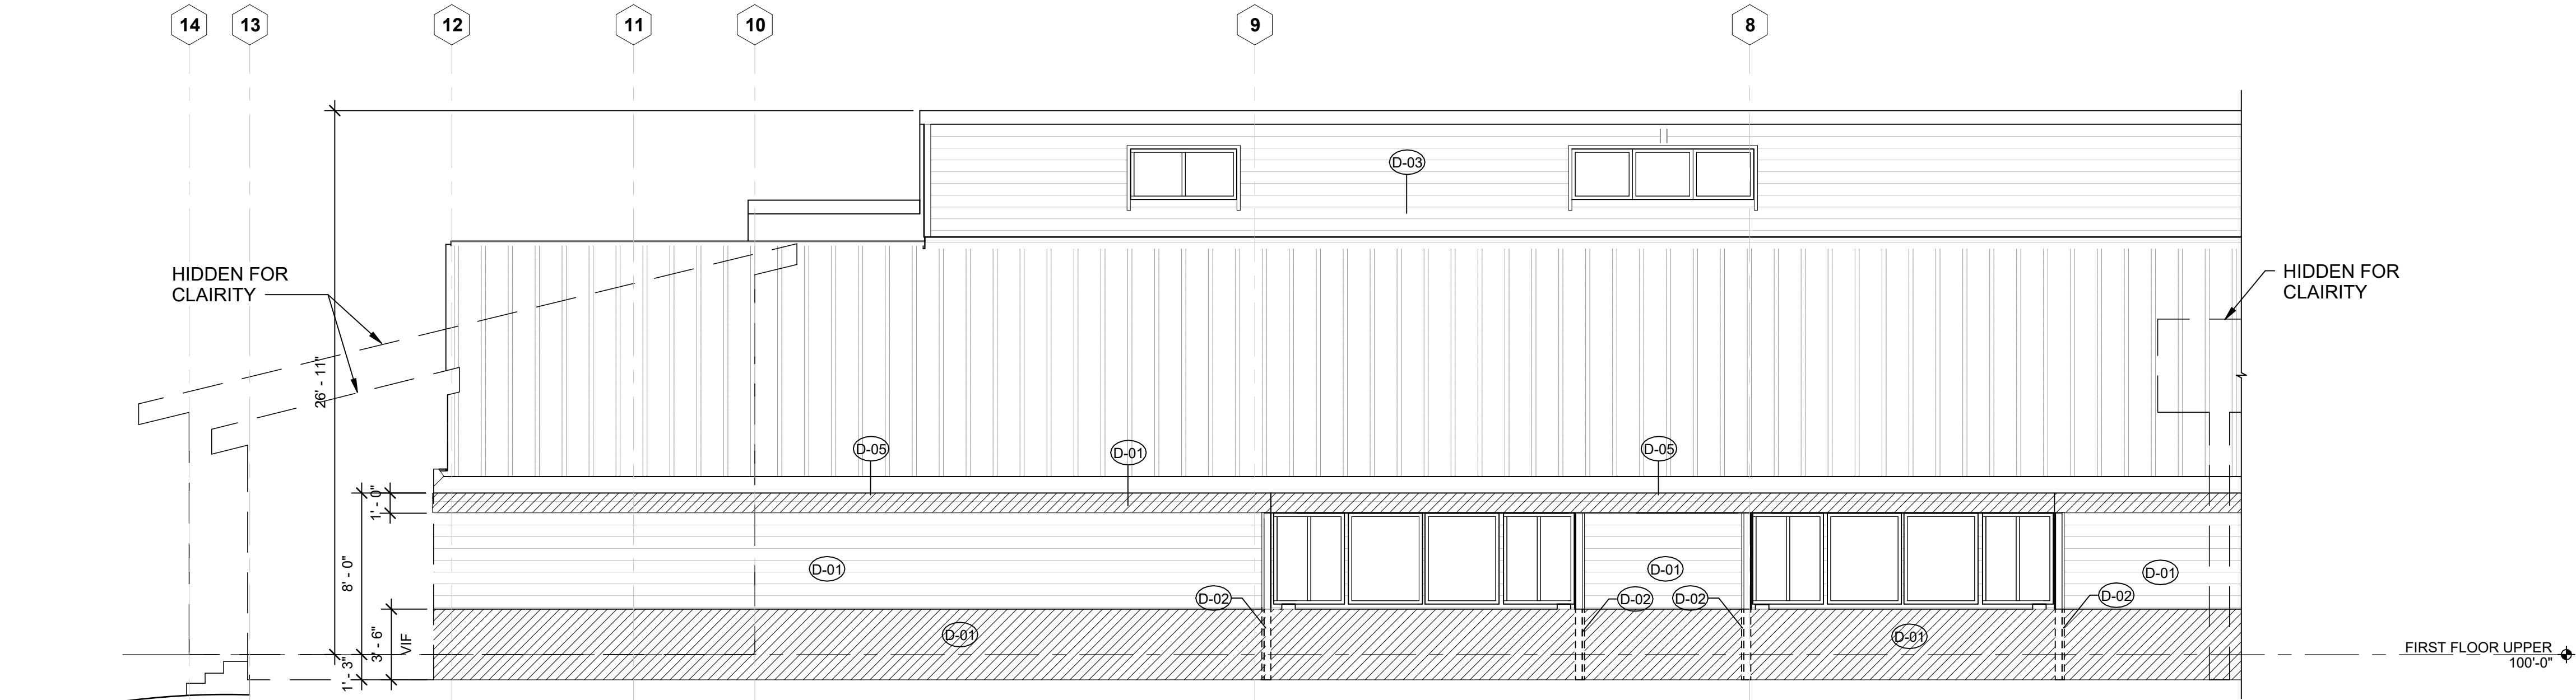 14
13
12
11
10
9
8
D-03
HIDDEN FOR
CLAIRITY
HIDDEN FOR
CLAIRITY
26' - 11"
D-05
D-01
D-05
1' - 0"
8' - 0"
D-01
D-01
D-01
D-02
D-02
D-02
D-02
3' - 6"
VIF
D-01
D-01
1' - 3"
FIRST FLOOR UPPER
100'-0"